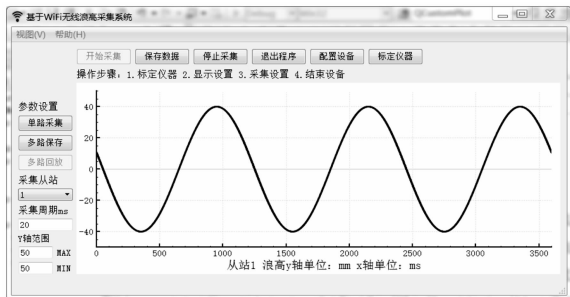 基于WiFi无线浪高采集系统
视图(V) 帮助(H)
开始采集 保存数据 停止采集 退出程序 配置设备 标定仪器
操作步骤: 1.标定仪器 2.显示设置 3.采集设置 4.结束设备
参数设置
单路采集
多路保存
多路回放
采集从站
1
采集周期ms
20
Y轴范围
50 MAX
50 MIN
40
20
0
-20
-40
0 500 1000 1500 2000 2500 3000 3500
从站1 浪高y轴单位: mm x轴单位: ms